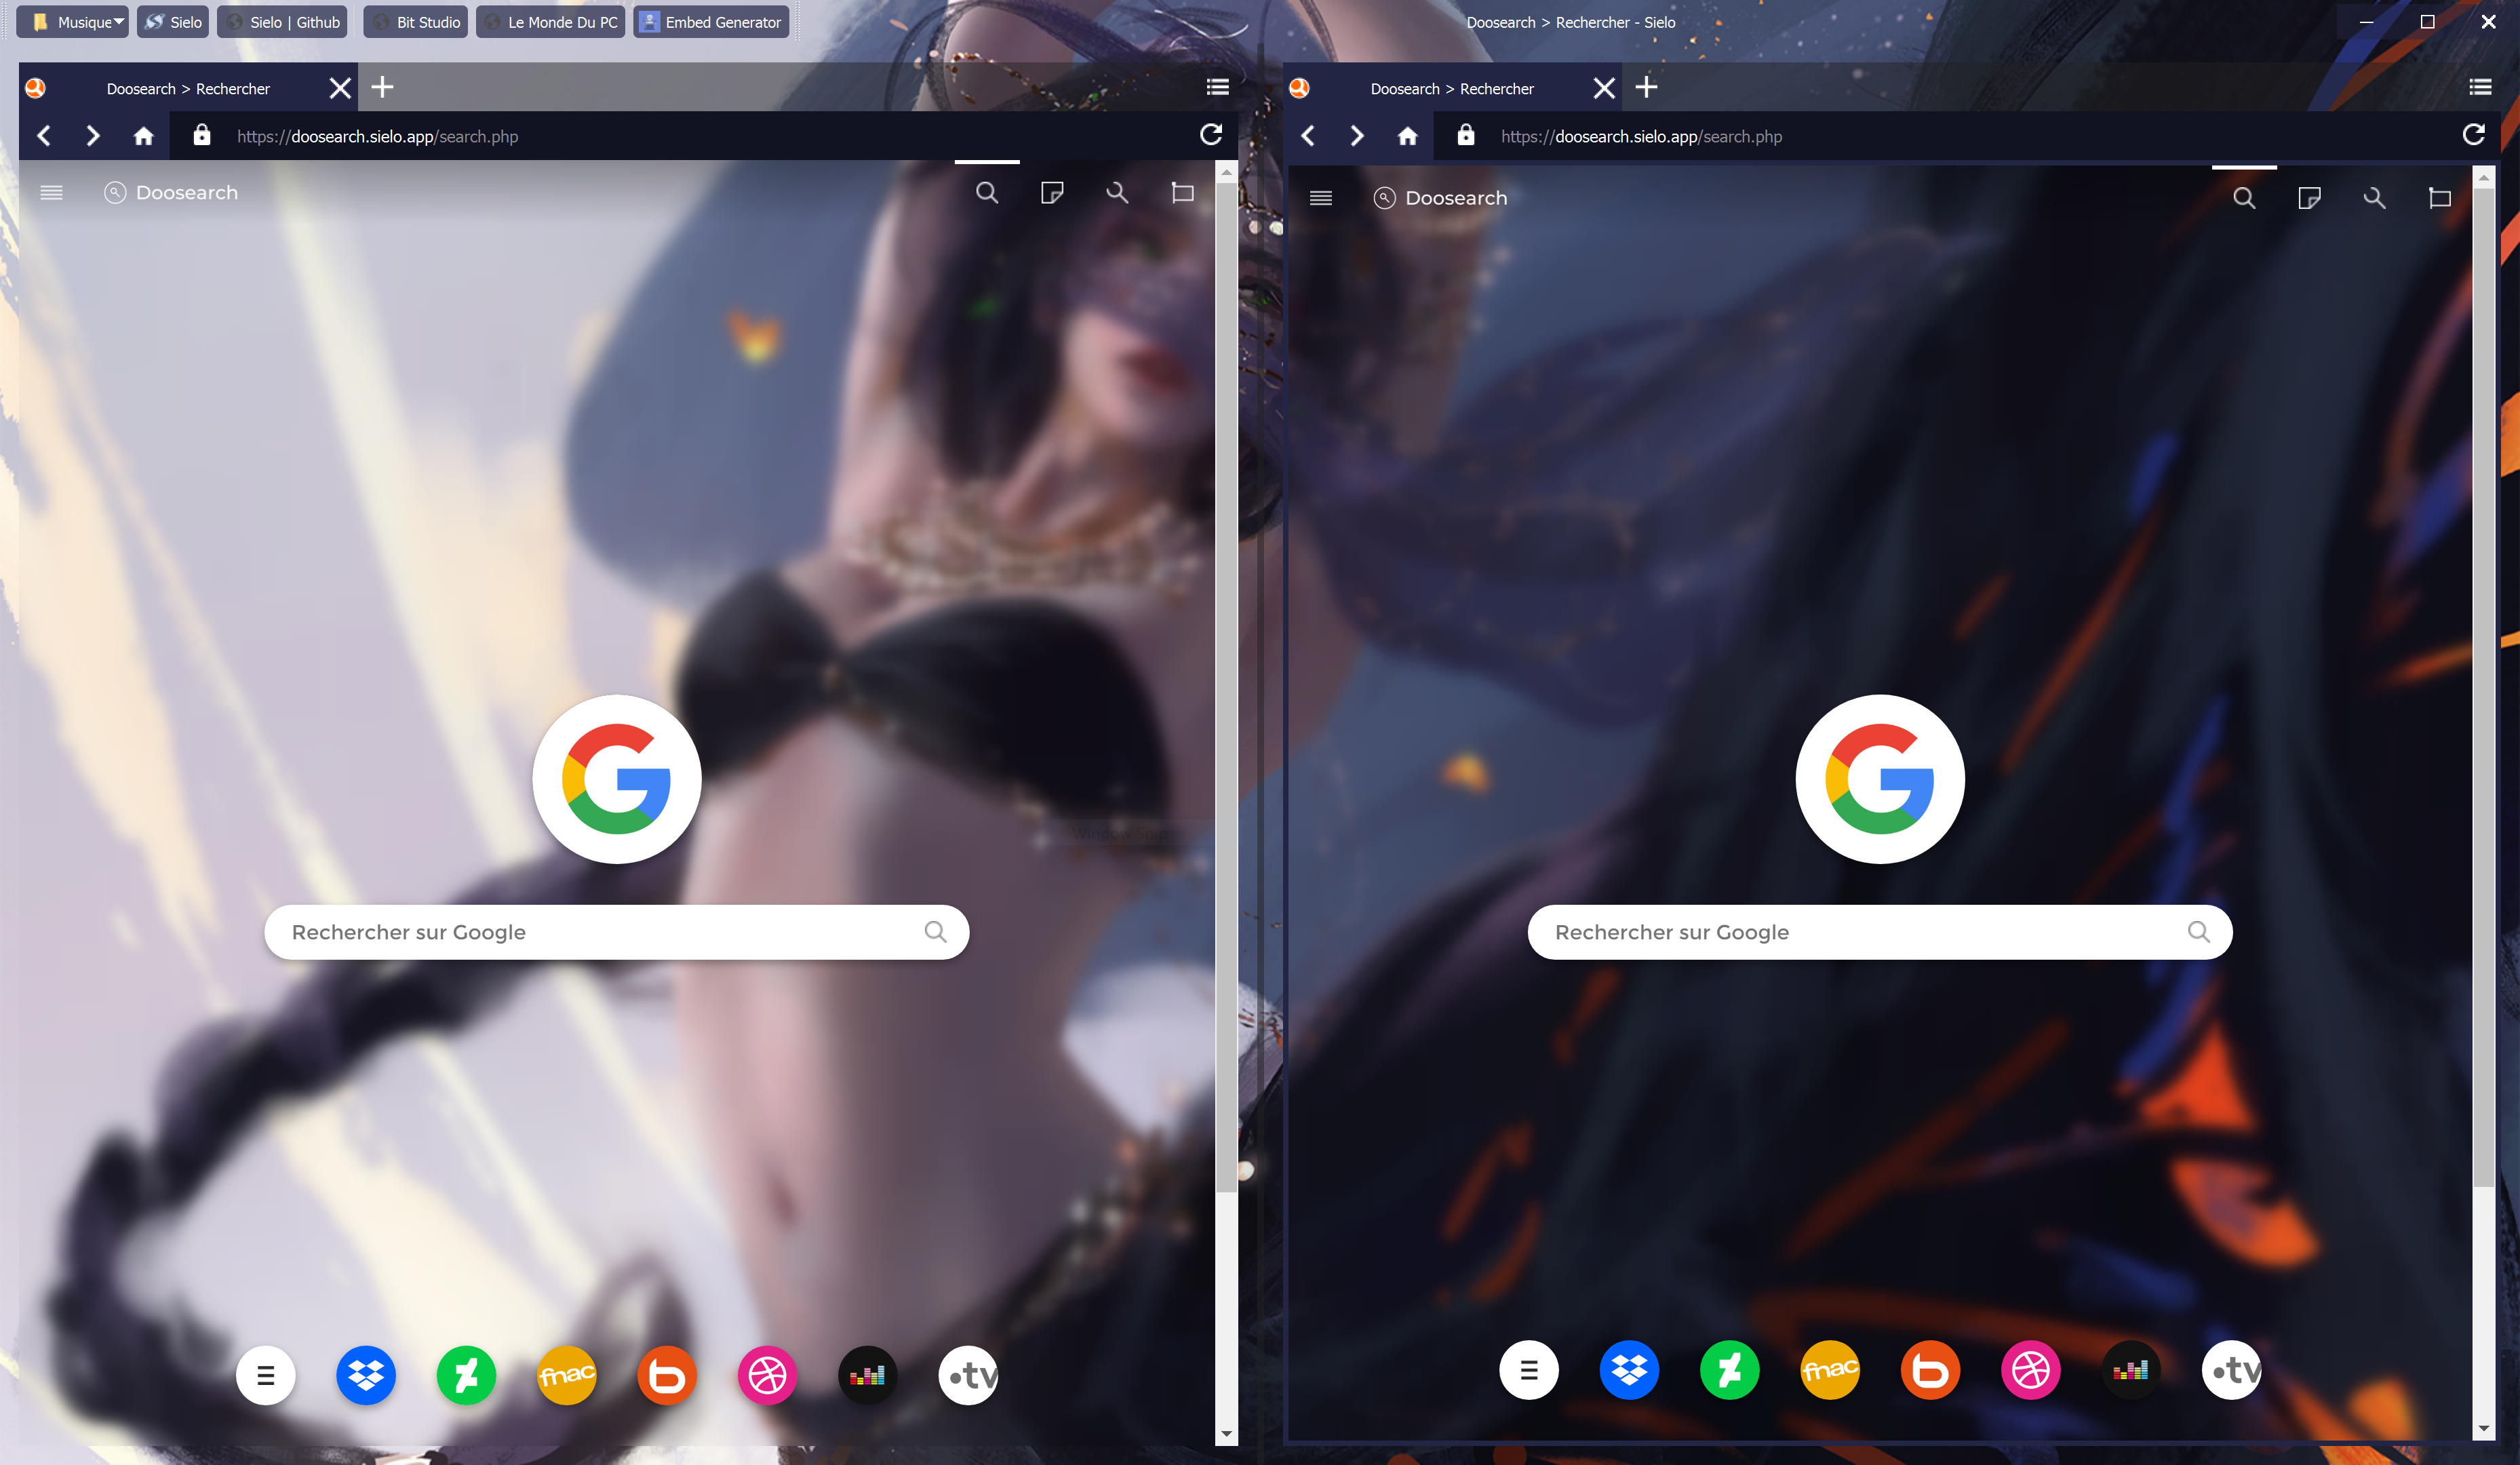 Musique
Sielo
Sielo | Github
Bit Studio
Le Monde Du PC
Embed Generator
Doosearch > Rechercher - Sielo
Doosearch > Rechercher
https://doosearch.sielo.app/search.php
Doosearch
Rechercher sur Google
fnac
b
.tv
Doosearch > Rechercher
https://doosearch.sielo.app/search.php
Doosearch
Rechercher sur Google
fnac
b
.tv